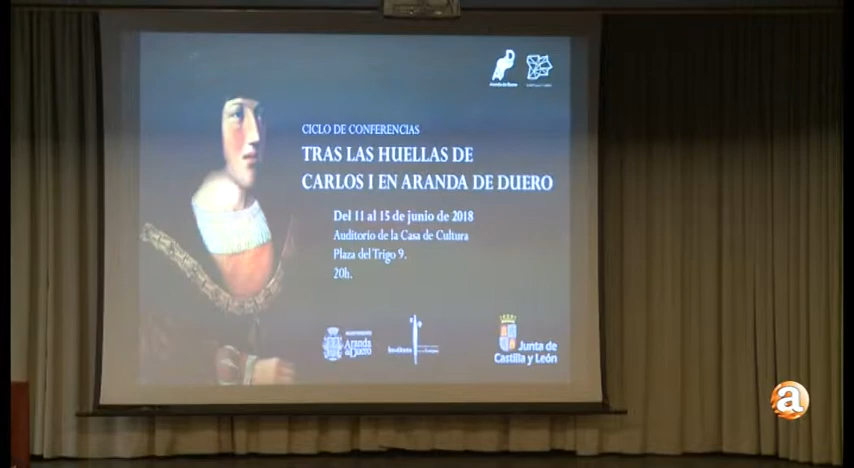 CICLO DE CONFERENCIAS
TRAS LAS HUELLAS DE
CARLOS I EN ARANDA DE DUERO
Del 11 al 15 de junio de 2018
Auditorio de la Casa de Cultura
Plaza del Trigo 9.
20h.
Aranda
de Duero
Junta de
Castilla y León
a